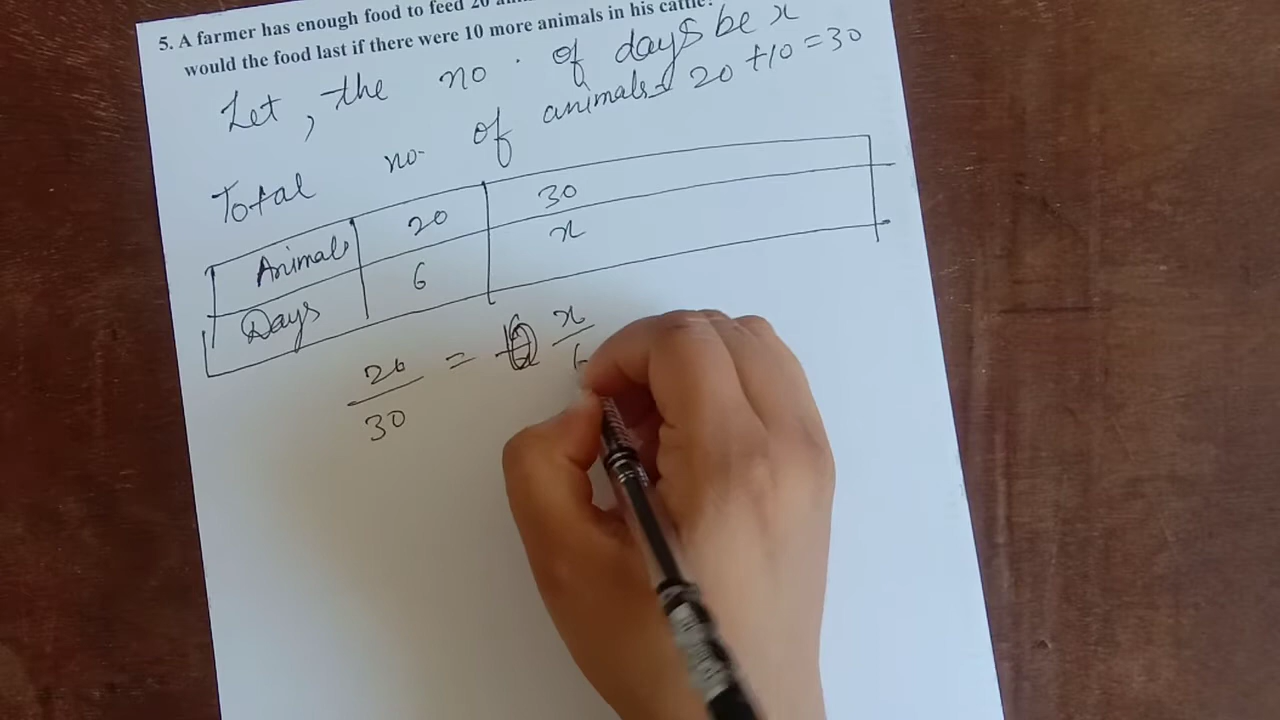 5. A farmer has enough food to feed 20
would the food last if there were 10 more animals in his cattle?
Let, the no. of days be x
Total no. of animals = 20 + 10 = 30
Animals 20 30
Days 6 x
20/30 = x/6